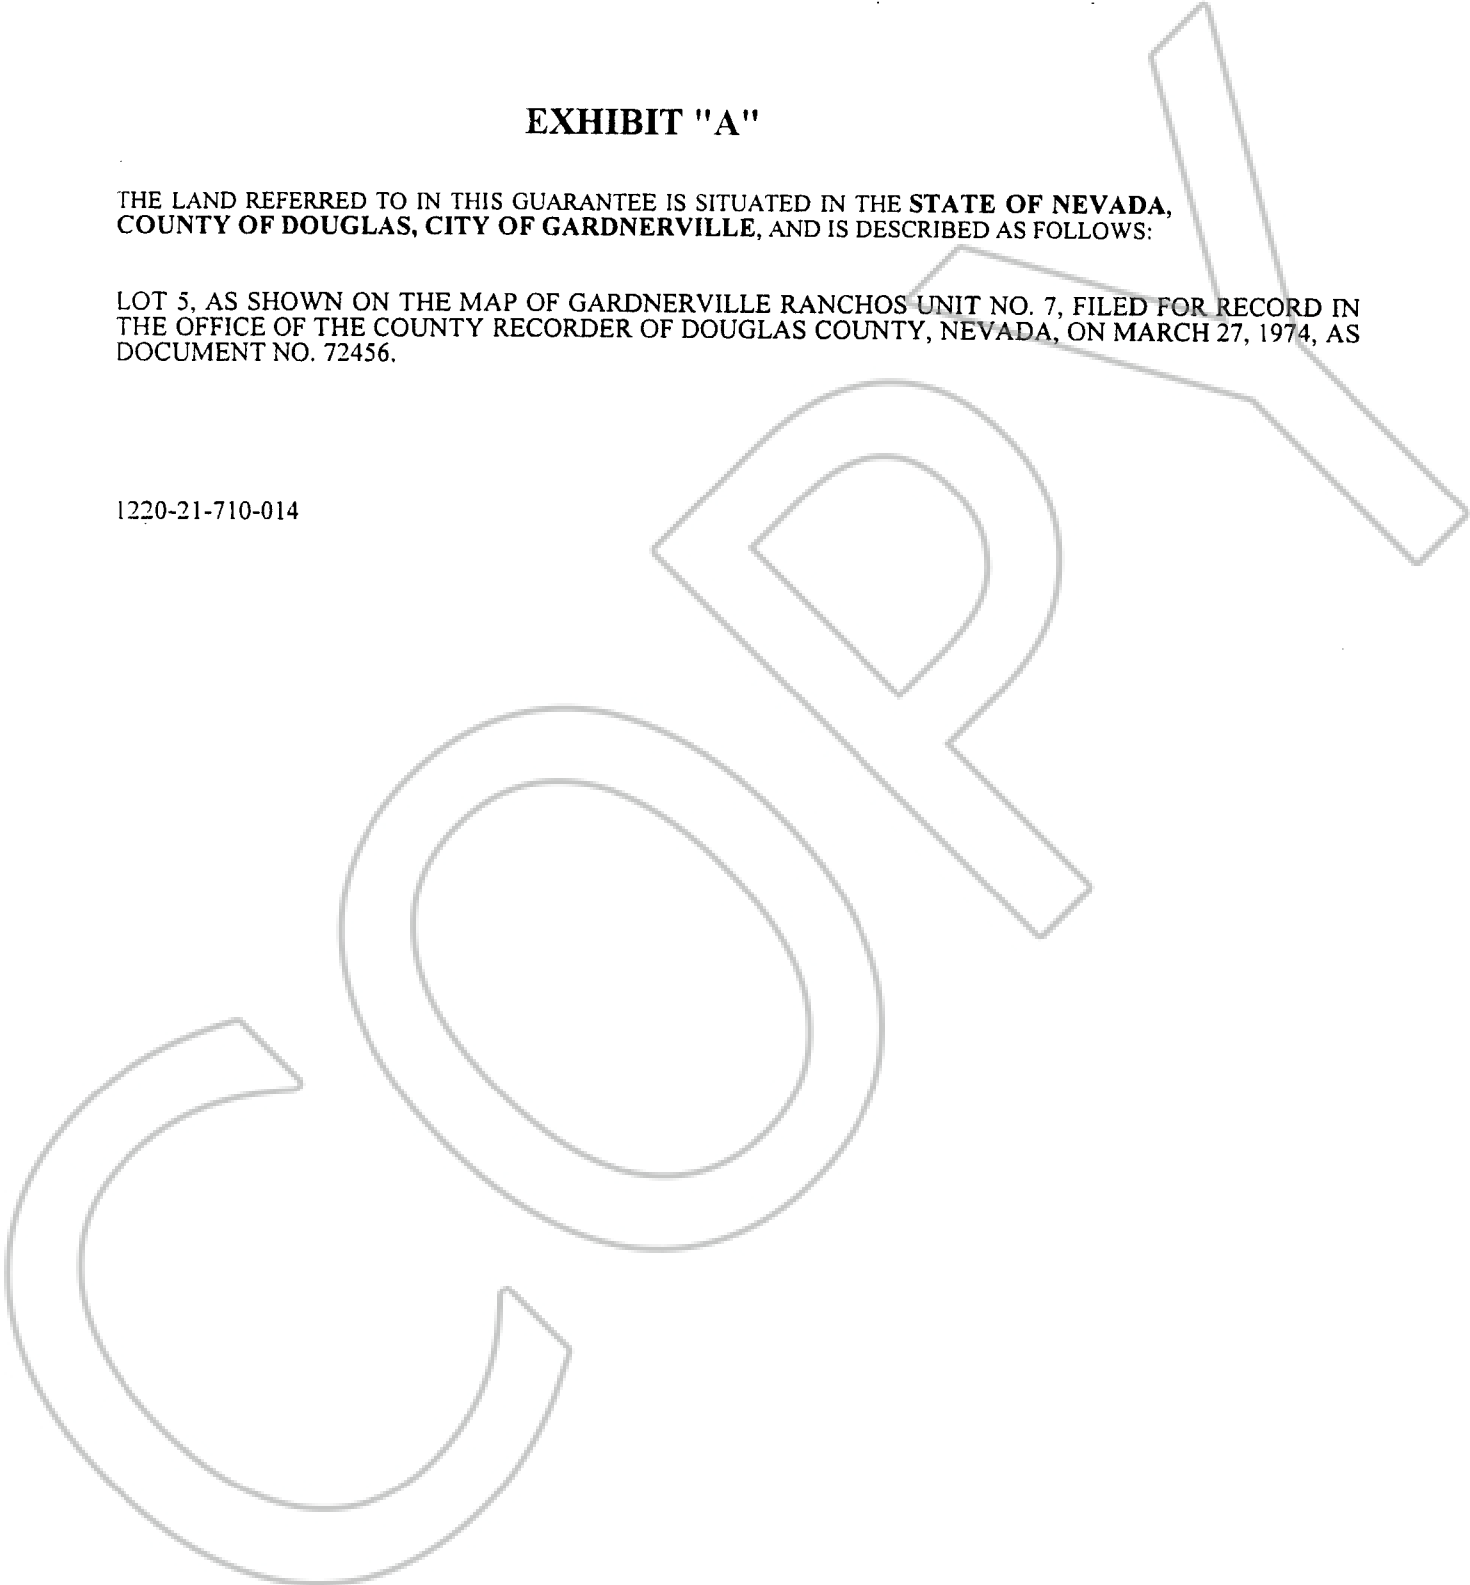 EXHIBIT "A"
THE LAND REFERRED TO IN THIS GUARANTEE IS SITUATED IN THE STATE OF NEVADA,
COUNTY OF DOUGLAS, CITY OF GARDNERVILLE, AND IS DESCRIBED AS FOLLOWS:
LOT 5, AS SHOWN ON THE MAP OF GARDNERVILLE RANCHOS UNIT NO. 7, FILED FOR RECORD IN
THE OFFICE OF THE COUNTY RECORDER OF DOUGLAS COUNTY, NEVADA, ON MARCH 27, 1974, AS
DOCUMENT NO. 72456.
1220-21-710-014
COPY